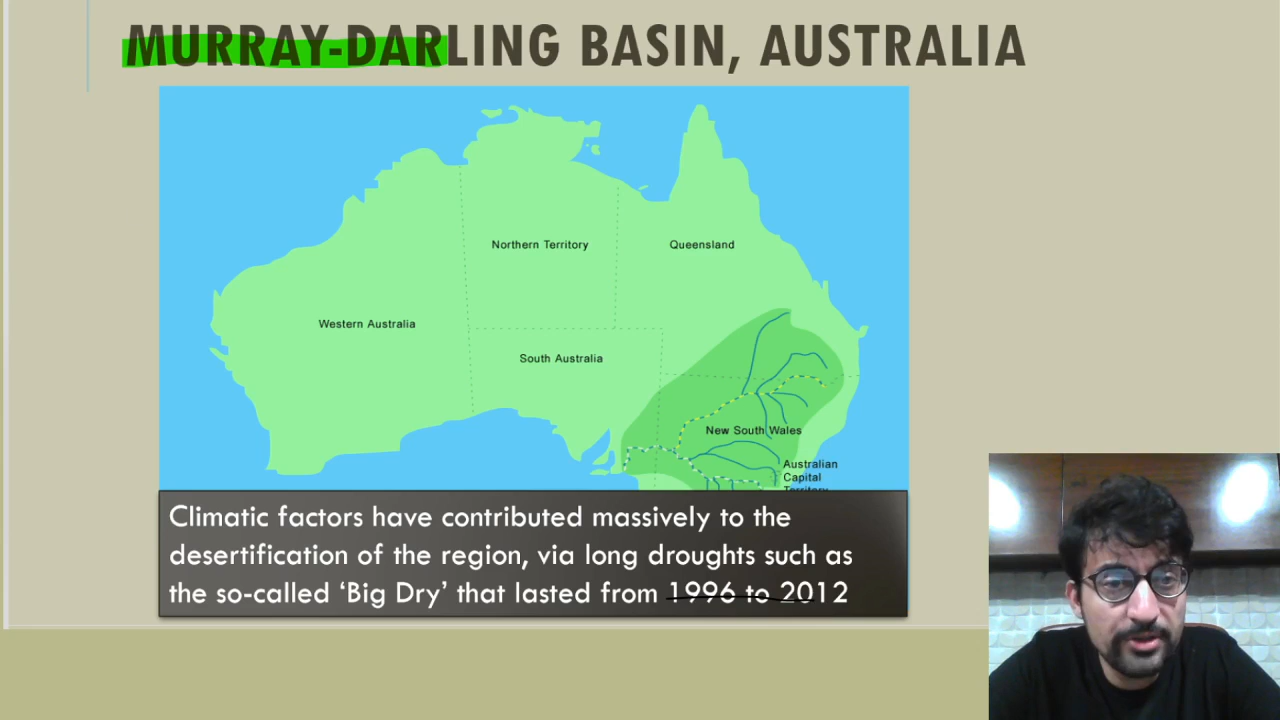 MURRAY-DARLING BASIN, AUSTRALIA
Northern Territory
Queensland
Western Australia
South Australia
New South Wales
Australian
Capital
Territory
Climatic factors have contributed massively to the
desertification of the region, via long droughts such as
the so-called ‘Big Dry’ that lasted from 1996 to 2012